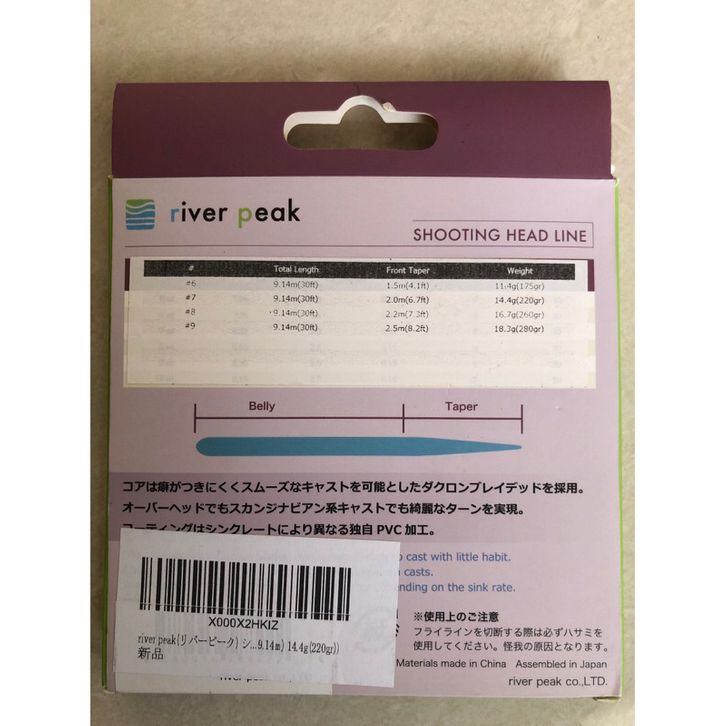 river peak
SHOOTING HEAD LINE
# Total Length Front Taper Weight
#6 9.14m(30ft) 1.5m(4.1ft) 11.4g(175gr)
#7 9.14m(30ft) 2.0m(6.7ft) 14.4g(220gr)
#8 9.14m(30ft) 2.2m(7.3ft) 16.7g(260gr)
#9 9.14m(30ft) 2.5m(8.2ft) 18.3g(280gr)
Belly Taper
コアは癖がつきにくくスムーズなキャストを可能としたダクロンブレイデッドを採用。
オーバーヘッドでもスカンジナビアン系キャストでも綺麗なターンを実現。
コーティングはシンクレートにより異なる独自 PVC 加工。
cast with little habit.
casts.
on the sink rate.
X000X2HKIZ
river peak(リバーピーク) シ...9.14m) 14.4g(220gr))
新品
※使用上のご注意
フライラインを切断する際は必ずハサミを
使用してください。怪我の原因となります。
Materials made in China Assembled in Japan
river peak co.,LTD.
river pea